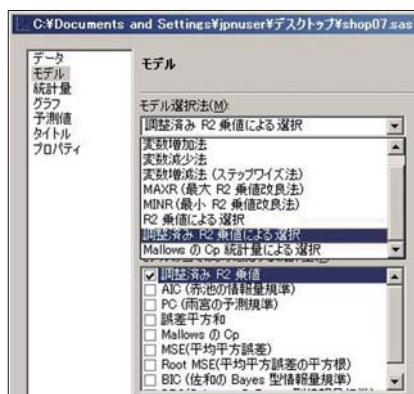 C:¥Documents and Settings¥jpnuser¥デスクトップ¥shop07.sas
データ
モデル
統計量
グラフ
予測値
タイトル
プロパティ
モデル
モデル選択法(M):
調整済み R2 乗値による選択
変数増加法
変数減少法
変数増減法 (ステップワイズ法)
MAXR (最大 R2 乗値改良法)
MINR (最小 R2 乗値改良法)
R2 乗値による選択
調整済み R2 乗値による選択
Mallows の Cp 統計量による選択
調整済み R2 乗値
AIC (赤池の情報量規準)
PC (雨宮の予測規準)
誤差平方和
Mallows の Cp
MSE(平均平方誤差)
Root MSE(平均平方誤差の平方根)
BIC (佐和の Bayes 型情報量規準)